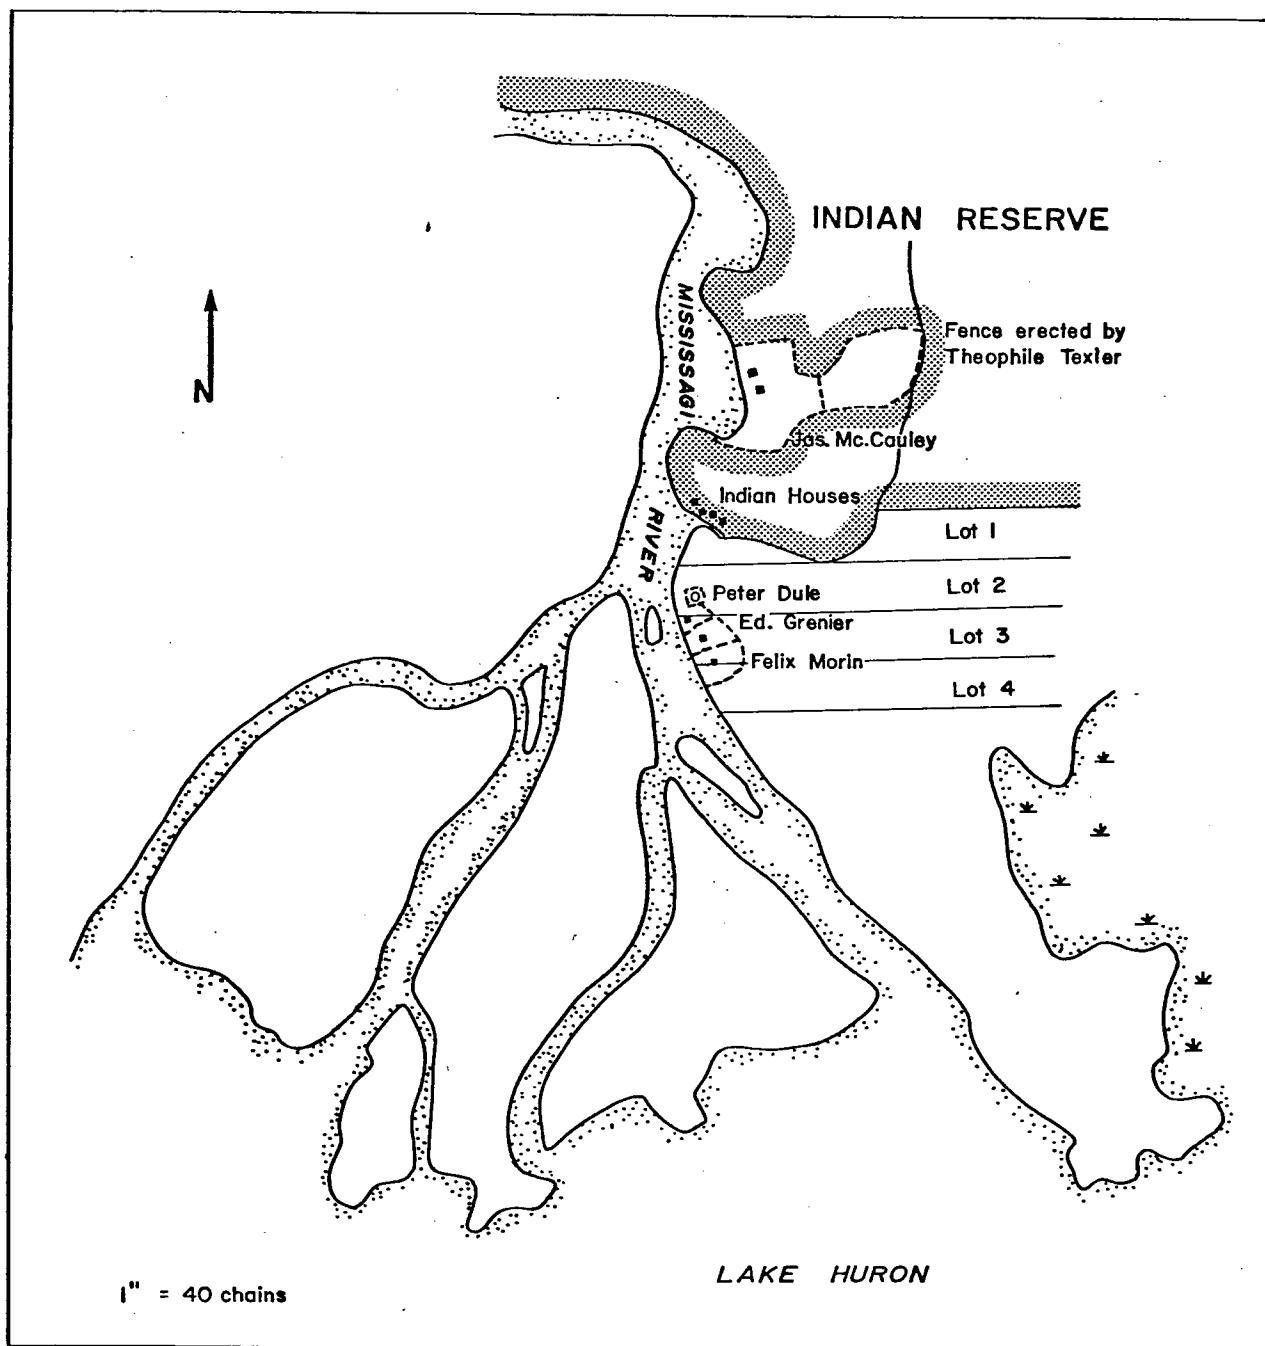 INDIAN RESERVE
N
MISSISSAGI
RIVER
Fence erected by
Theophile Texler
Jas. Mc.Cauley
Indian Houses
Lot 1
Lot 2
Peter Dule
Ed. Grenier
Lot 3
Felix Morin
Lot 4
LAKE HURON
1" = 40 chains